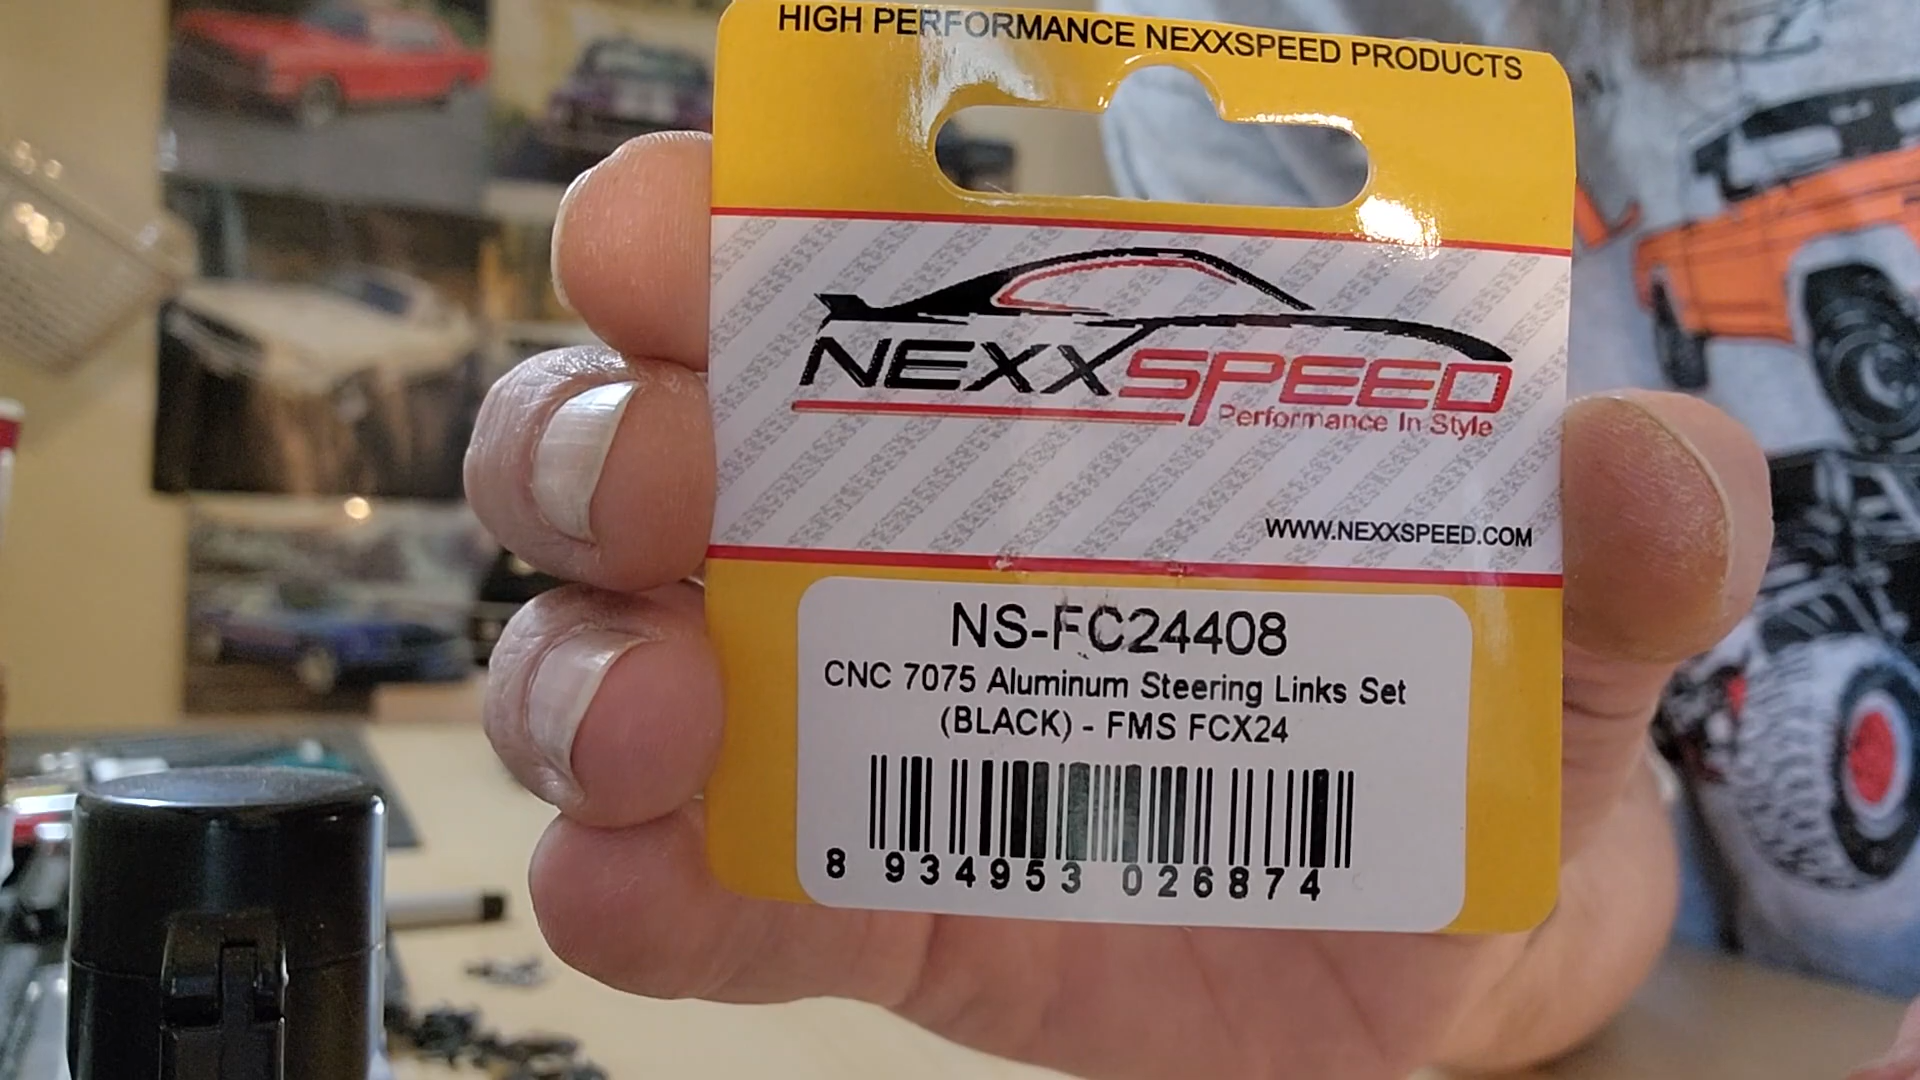 HIGH PERFORMANCE NEXXSPEED PRODUCTS
NEXXSPEED
Performance In Style
WWW.NEXXSPEED.COM
NS-FC24408
CNC 7075 Aluminum Steering Links Set
(BLACK) - FMS FCX24
8 934953 026874